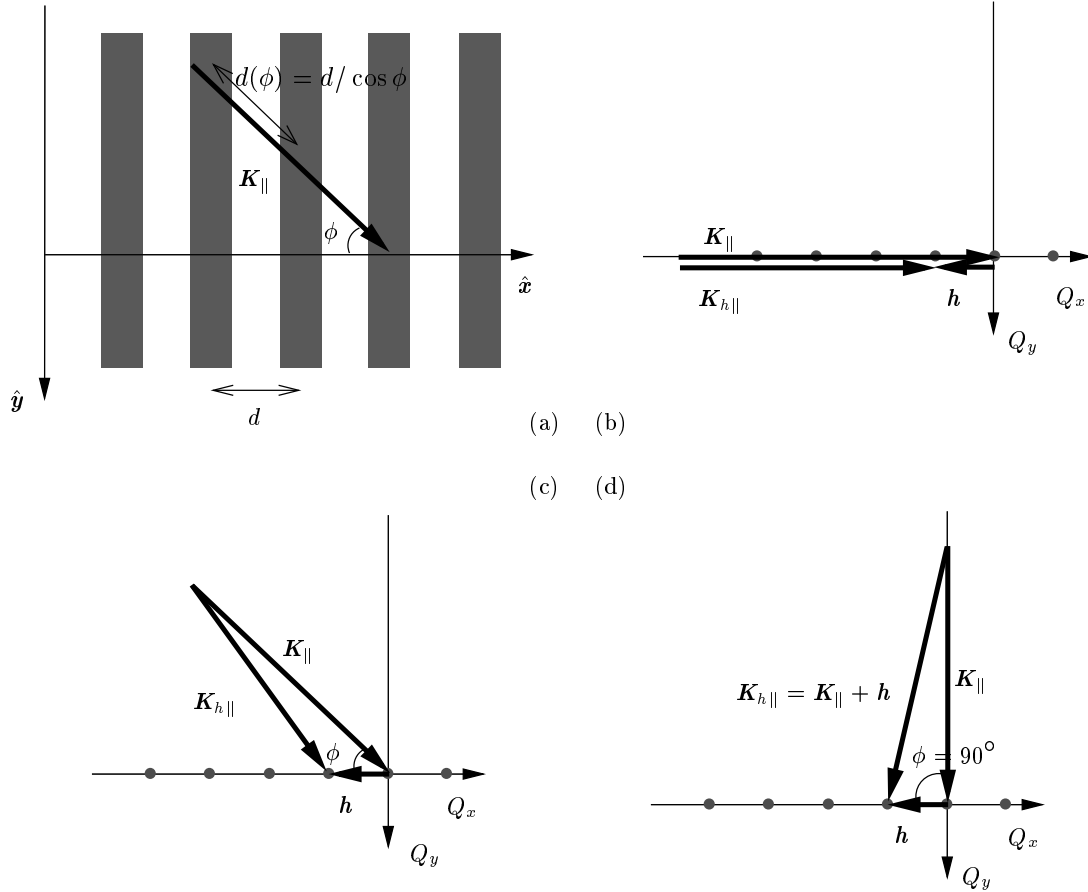 d(ϕ) = d/ cos ϕ
K∥
ϕ
x̂
ŷ
d
(a)
K∥
K_h∥
h
Q_x
Q_y
(b)
(c)
K∥
K_h∥
ϕ
h
Q_x
Q_y
(d)
K_h∥ = K∥ + h
K∥
ϕ = 90°
h
Q_x
Q_y